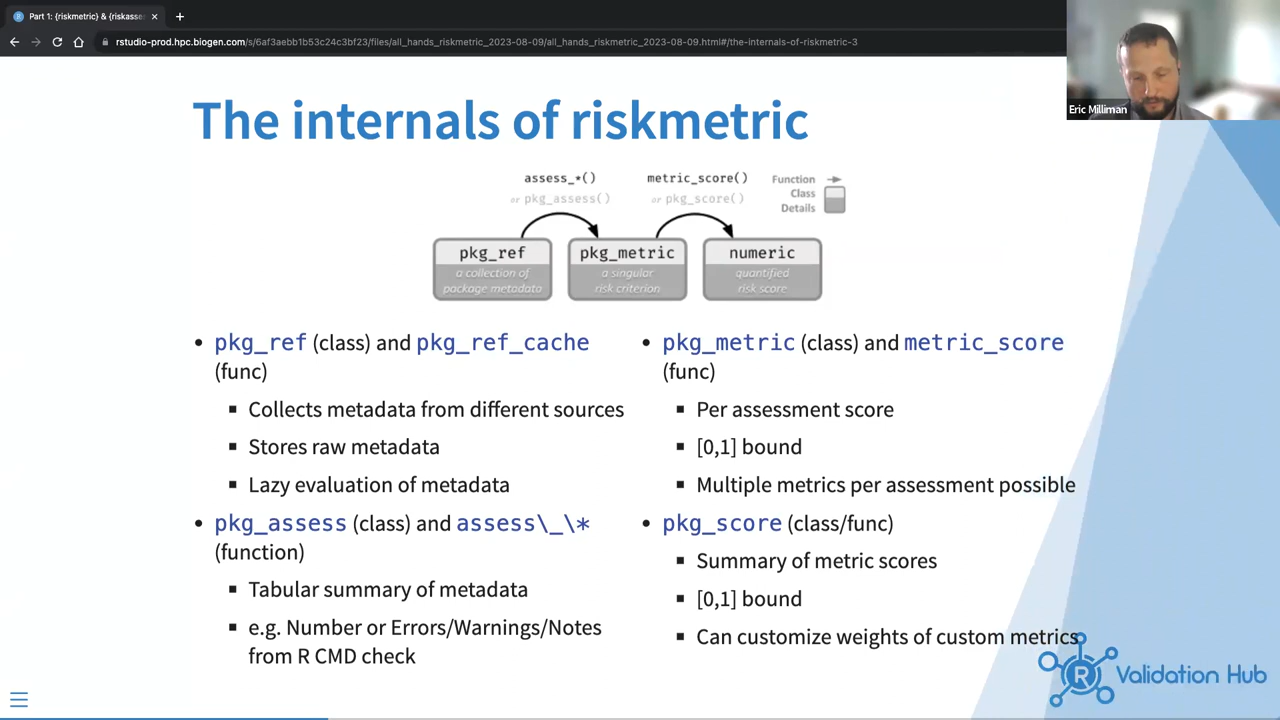 Part 1: {riskmetric} & {riskasse
rstudio-prod.hpc.biogen.com/s/6af3aebb1b53c24c3bf23/files/all_hands_riskmetric_2023-08-09/all_hands_riskmetric_2023-08-09.html#/the-internals-of-riskmetric-3
Eric Milliman
The internals of riskmetric
assess_*()
or pkg_assess()
metric_score()
or pkg_score()
Function
Class
Details
pkg_ref
a collection of
package metadata
pkg_metric
a singular
risk criterion
numeric
quantified
risk score
• pkg_ref (class) and pkg_ref_cache
(func)
▪ Collects metadata from different sources
▪ Stores raw metadata
▪ Lazy evaluation of metadata
• pkg_assess (class) and assess\_\*
(function)
▪ Tabular summary of metadata
▪ e.g. Number or Errors/Warnings/Notes
from R CMD check
• pkg_metric (class) and metric_score
(func)
▪ Per assessment score
▪ [0,1] bound
▪ Multiple metrics per assessment possible
• pkg_score (class/func)
▪ Summary of metric scores
▪ [0,1] bound
▪ Can customize weights of custom metrics
R Validation Hub